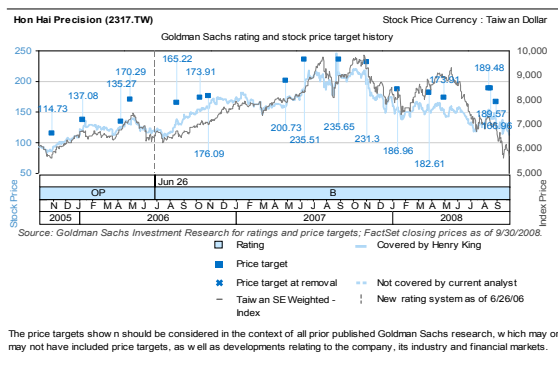 Hon Hai Precision (2317.TW)
Stock Price Currency : Taiwan Dollar
Goldman Sachs rating and stock price target history
250
200
150
100
50
10,000
9,000
8,000
7,000
6,000
5,000
114.73
137.08
135.27
170.29
165.22
173.91
176.09
200.73
235.51
235.65
231.3
186.96
182.61
173.91
189.48
189.57
186.96
Stock Price
Index Price
Jun 26
OP
B
N D J F M A M J J A S O N D J F M A M J J A S O N D J F M A M J J A S
2005
2006
2007
2008
Source: Goldman Sachs Investment Research for ratings and price targets; FactSet closing prices as of 9/30/2008.
Rating
Covered by Henry King
Price target
Price target at removal
Not covered by current analyst
Taiwan SE Weighted - Index
New rating system as of 6/26/06
The price targets shown should be considered in the context of all prior published Goldman Sachs research, which may or
may not have included price targets, as well as developments relating to the company, its industry and financial markets.